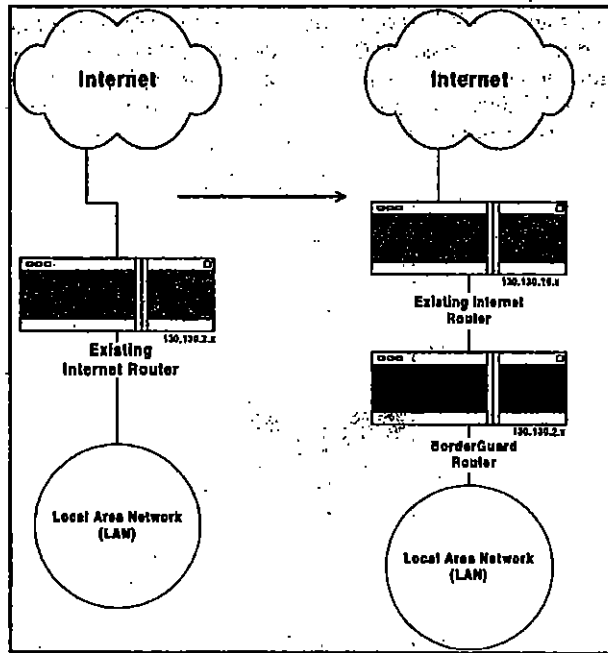 Internet
130.130.2.x
Existing
Internet Router
Local Area Network
(LAN)
Internet
130.130.15.x
Existing Internet
Router
130.130.2.x
BorderGuard
Router
Local Area Network
(LAN)